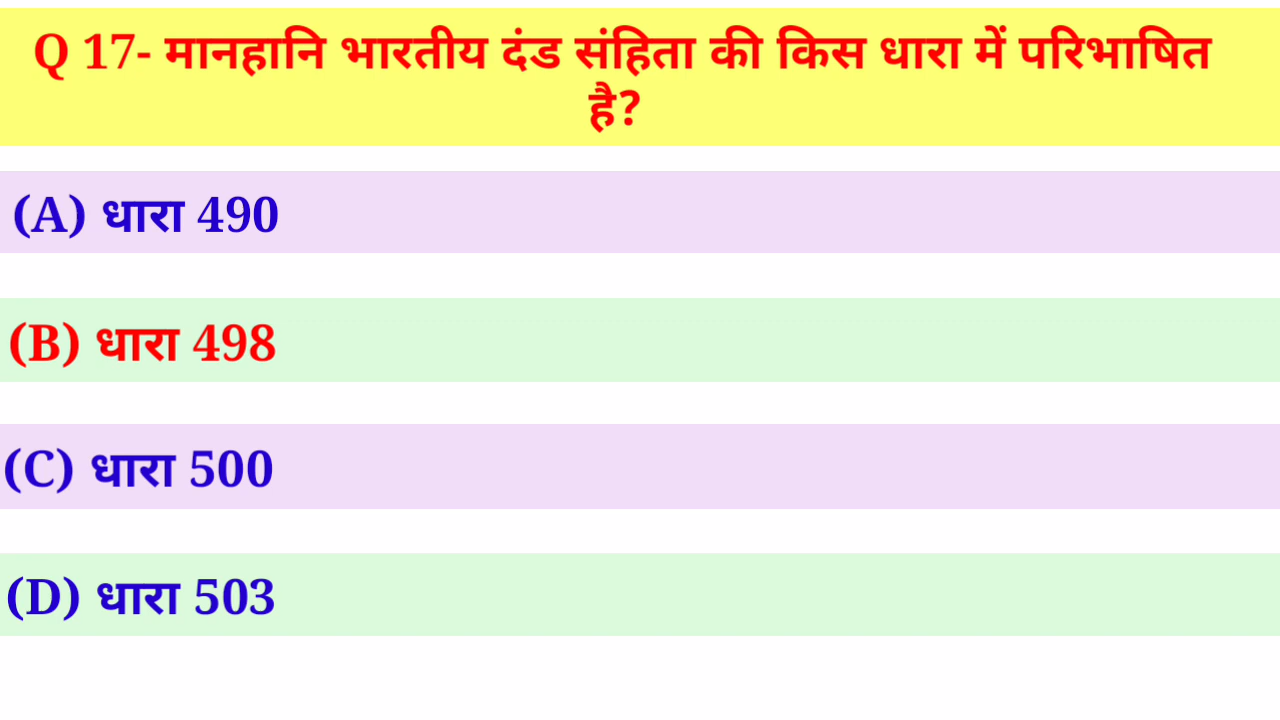 Q 17- मानहानि भारतीय दंड संहिता की किस धारा में परिभाषित
है?
(A) धारा 490
(B) धारा 498
(C) धारा 500
(D) धारा 503